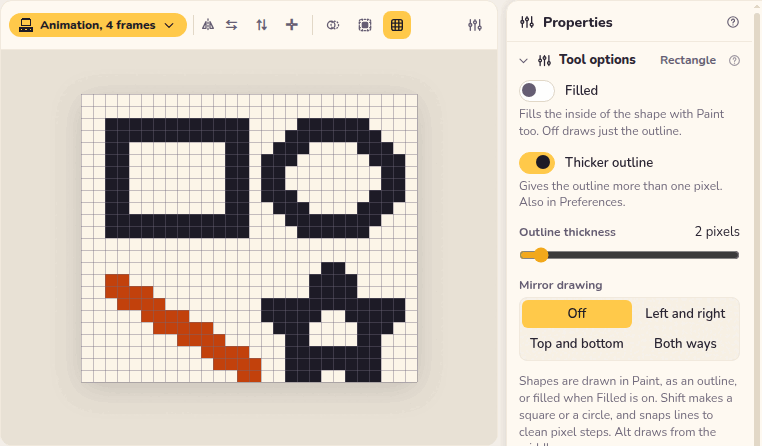 Animation, 4 frames
Properties
Tool options
Rectangle
Filled
Fills the inside of the shape with Paint
too. Off draws just the outline.
Thicker outline
Gives the outline more than one pixel.
Also in Preferences.
Outline thickness
2 pixels
Mirror drawing
Off
Left and right
Top and bottom
Both ways
Shapes are drawn in Paint, as an outline,
or filled when Filled is on. Shift makes a
square or a circle, and snaps lines to
clean pixel steps. Alt draws from the